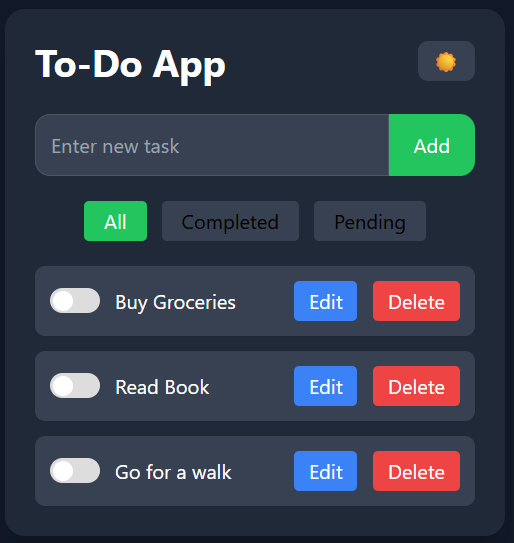 To-Do App
Enter new task Add
All Completed Pending
Buy Groceries Edit Delete
Read Book Edit Delete
Go for a walk Edit Delete